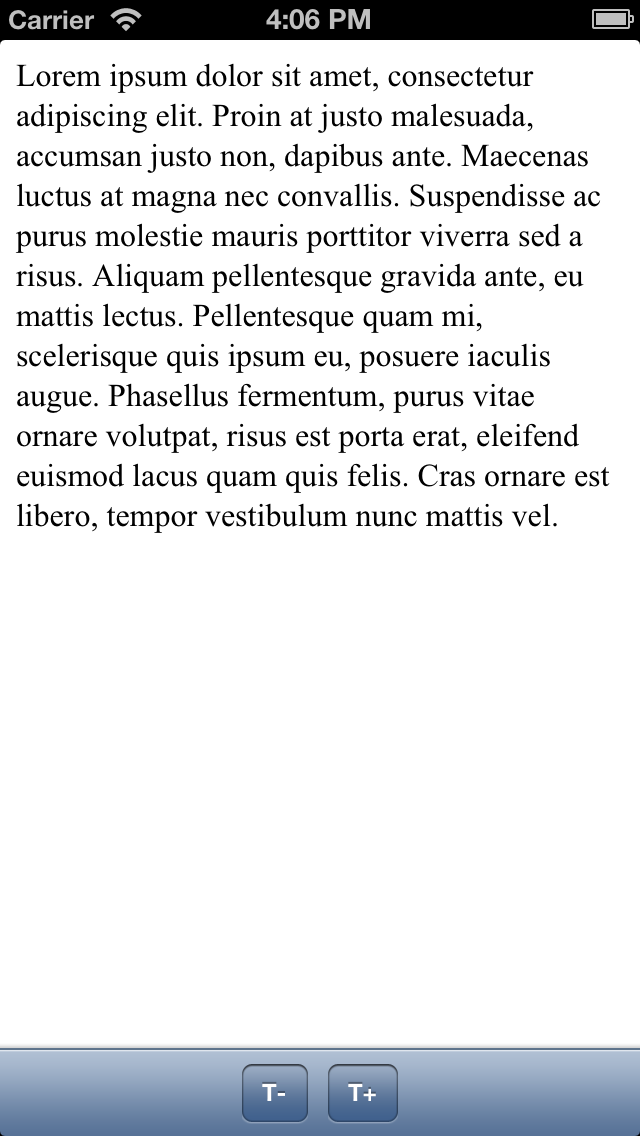 Carrier 4:06 PM
Lorem ipsum dolor sit amet, consectetur
adipiscing elit. Proin at justo malesuada,
accumsan justo non, dapibus ante. Maecenas
luctus at magna nec convallis. Suspendisse ac
purus molestie mauris porttitor viverra sed a
risus. Aliquam pellentesque gravida ante, eu
mattis lectus. Pellentesque quam mi,
scelerisque quis ipsum eu, posuere iaculis
augue. Phasellus fermentum, purus vitae
ornare volutpat, risus est porta erat, eleifend
euismod lacus quam quis felis. Cras ornare est
libero, tempor vestibulum nunc mattis vel.
T- T+